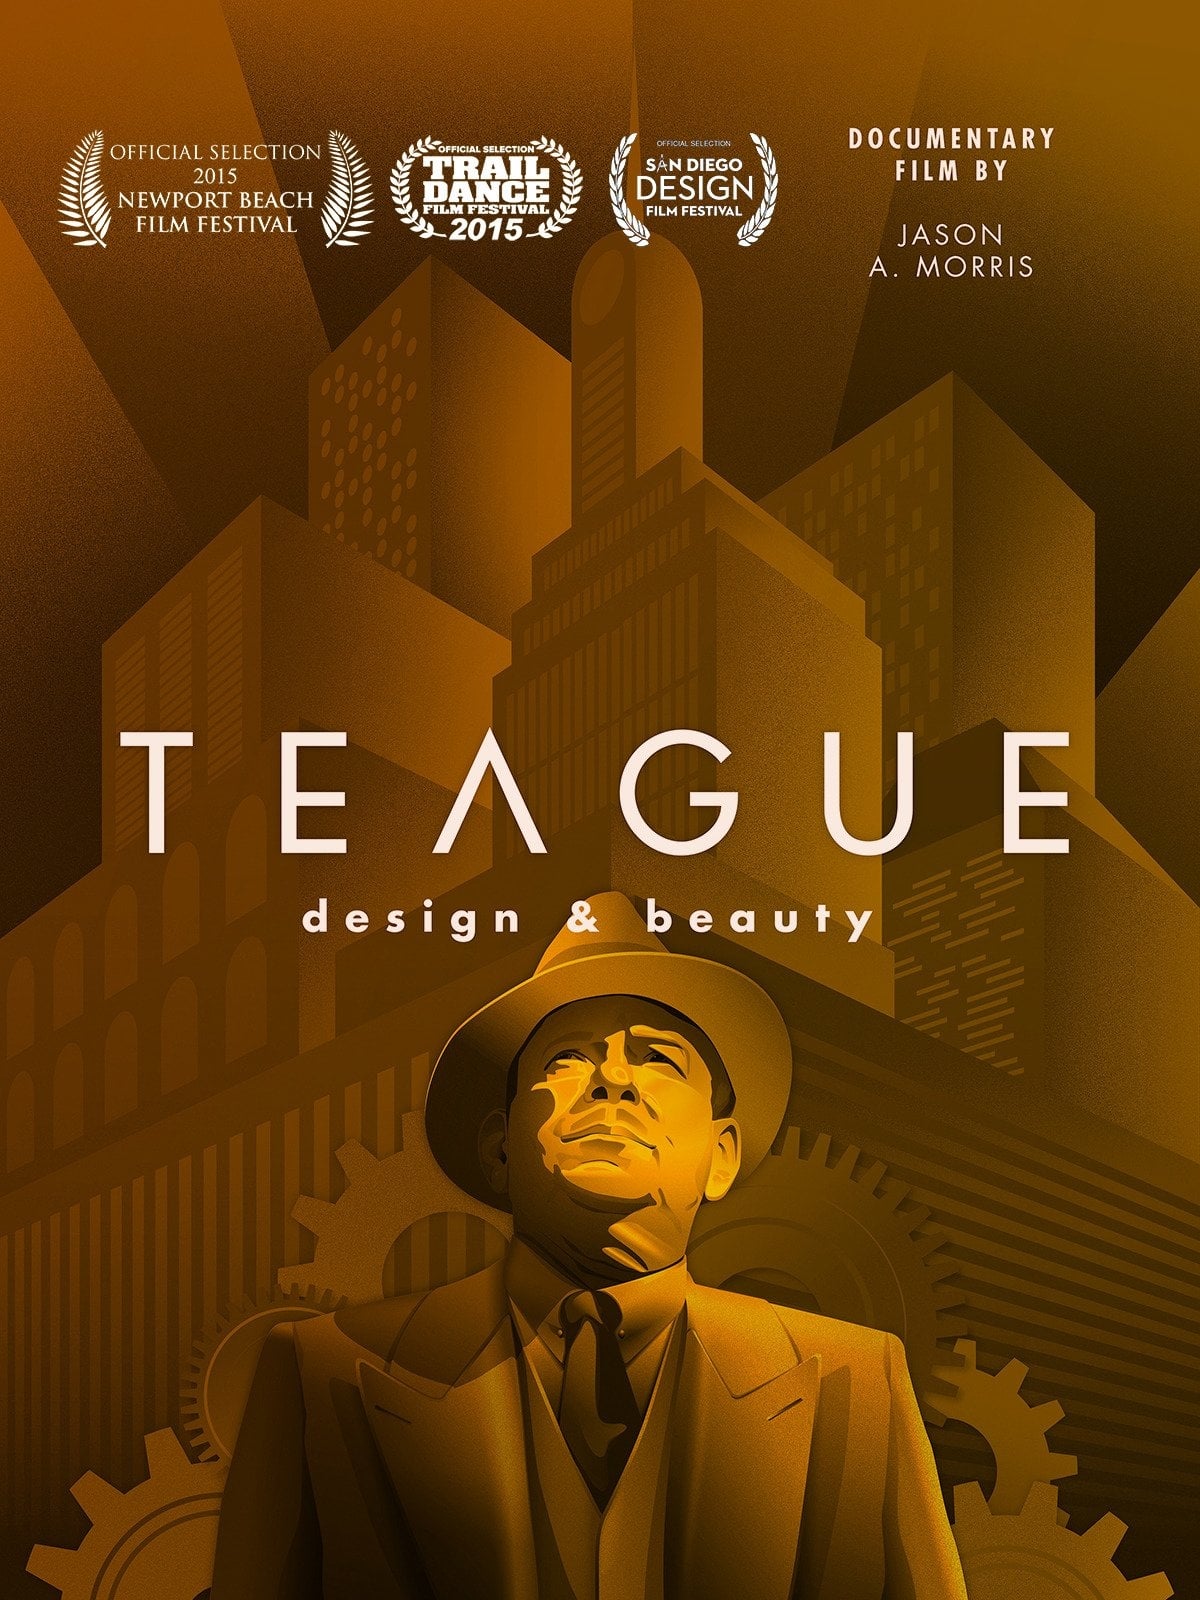 OFFICIAL SELECTION
2015
NEWPORT BEACH
FILM FESTIVAL
OFFICIAL SELECTION
TRAIL
DANCE
FILM FESTIVAL
2015
OFFICIAL SELECTION
SAN DIEGO
DESIGN
FILM FESTIVAL
DOCUMENTARY
FILM BY
JASON
A. MORRIS
TEAGUE
design & beauty